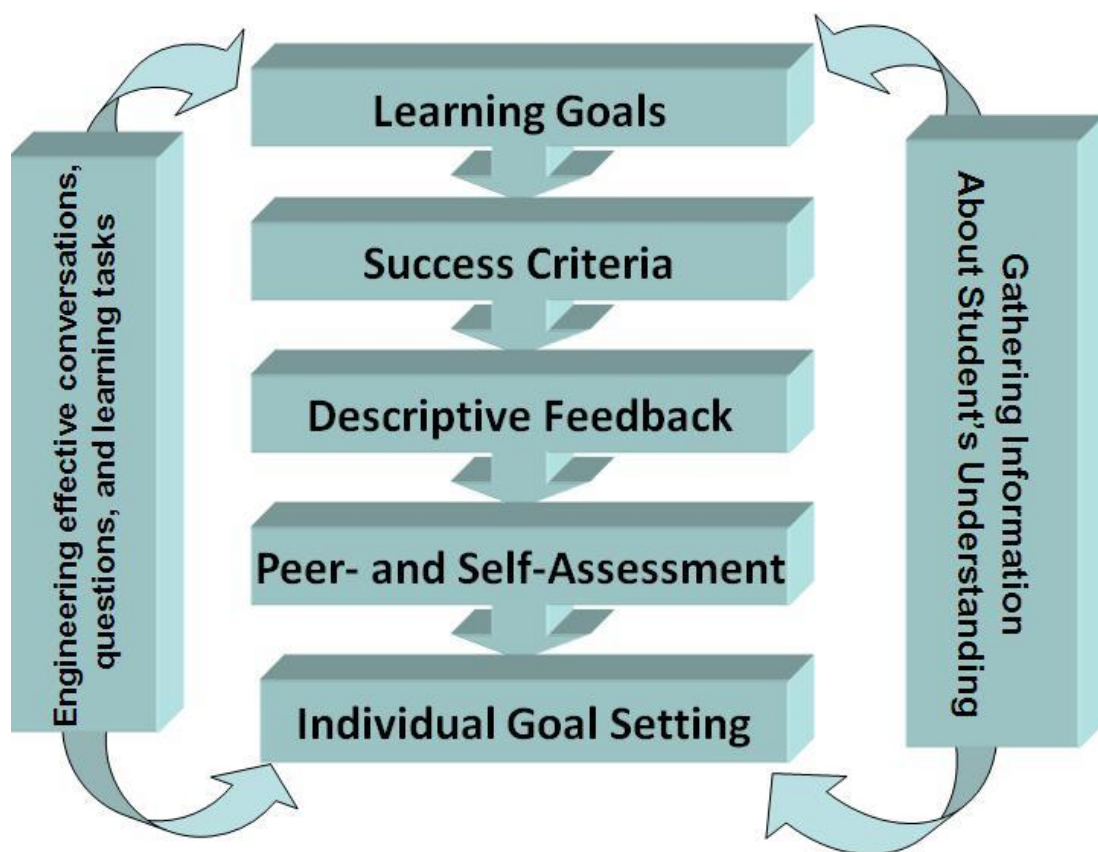 Learning Goals
Success Criteria
Descriptive Feedback
Peer- and Self-Assessment
Individual Goal Setting
Engineering effective conversations,
questions, and learning tasks
Gathering Information
About Student's Understanding